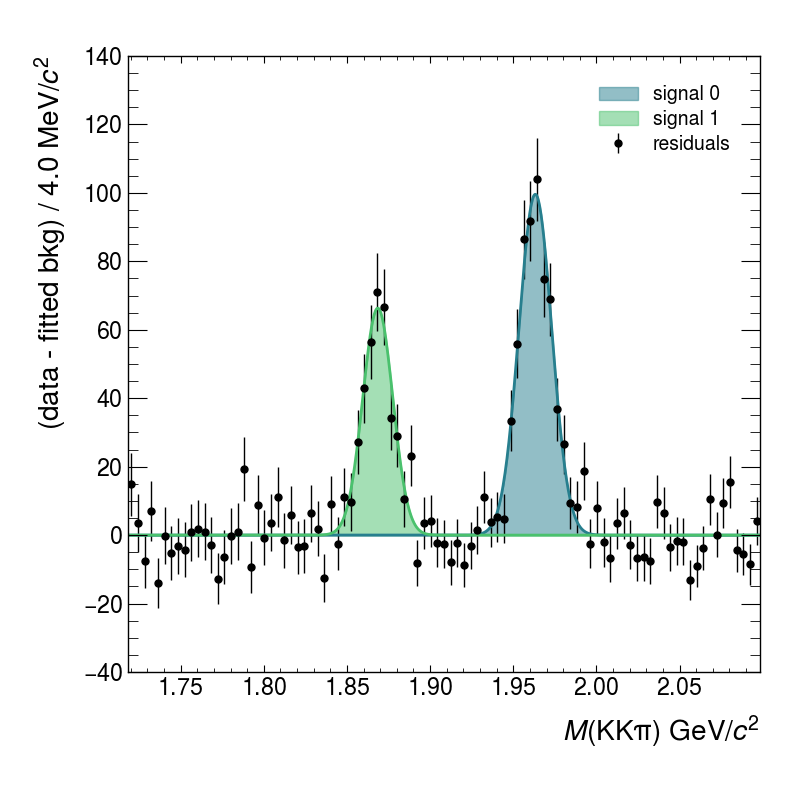 (data - fitted bkg) / 4.0 MeV/c²
140
120
100
80
60
40
20
0
−20
−40
signal 0
signal 1
residuals
1.75 1.80 1.85 1.90 1.95 2.00 2.05
M(KKπ) GeV/c²